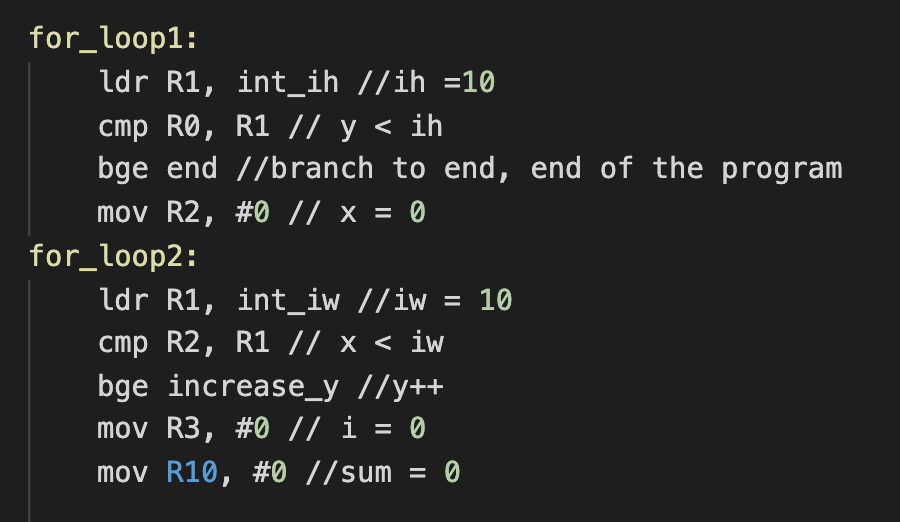 for_loop1:
    ldr R1, int_ih //ih =10
    cmp R0, R1 // y < ih
    bge end //branch to end, end of the program
    mov R2, #0 // x = 0
for_loop2:
    ldr R1, int_iw //iw = 10
    cmp R2, R1 // x < iw
    bge increase_y //y++
    mov R3, #0 // i = 0
    mov R10, #0 //sum = 0